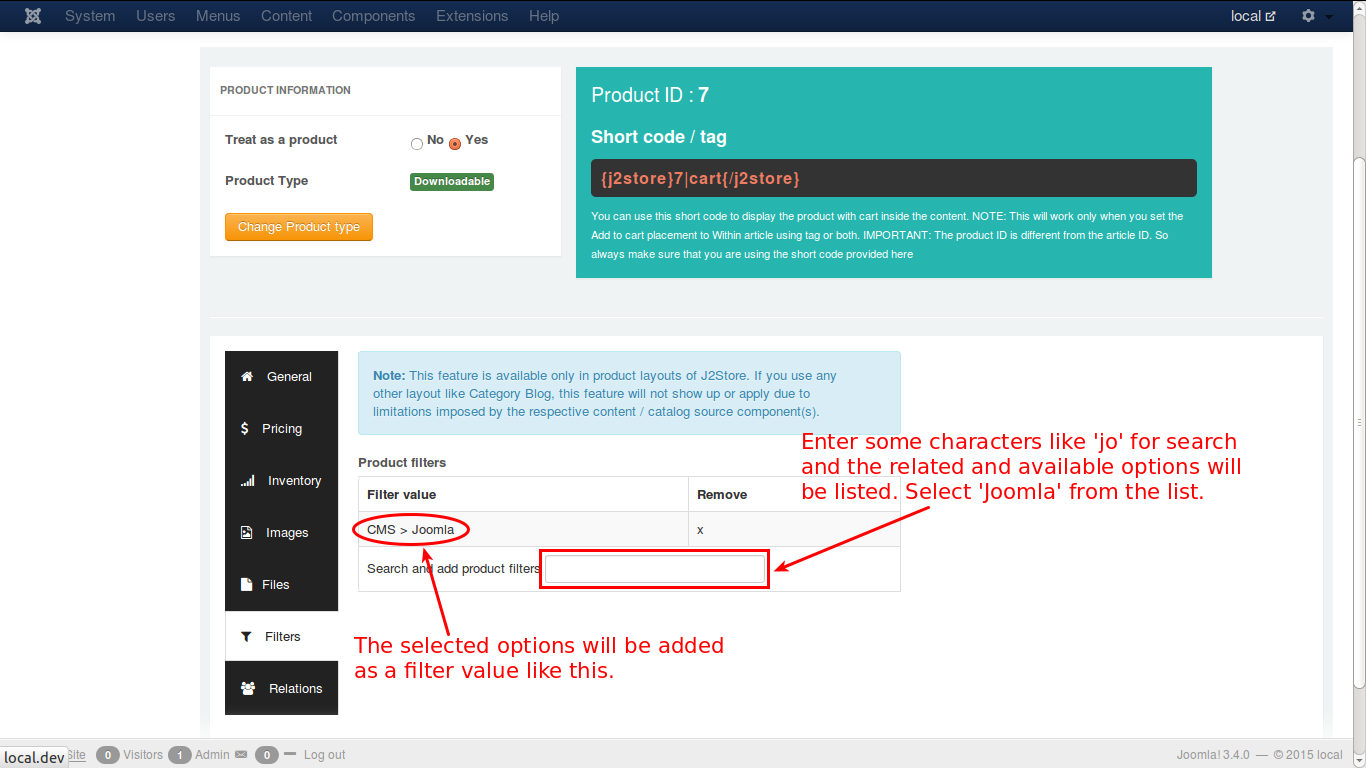 System Users Menus Content Components Extensions Help local
PRODUCT INFORMATION
Treat as a product No Yes
Product Type Downloadable
Change Product type
Product ID : 7
Short code / tag
{j2store}7|cart{/j2store}
You can use this short code to display the product with cart inside the content. NOTE: This will work only when you set the
Add to cart placement to Within article using tag or both. IMPORTANT: The product ID is different from the article ID. So
always make sure that you are using the short code provided here
General
Pricing
Inventory
Images
Files
Filters
Relations
Note: This feature is available only in product layouts of J2Store. If you use any
other layout like Category Blog, this feature will not show up or apply due to
limitations imposed by the respective content / catalog source component(s).
Enter some characters like 'jo' for search
and the related and available options will
be listed. Select 'Joomla' from the list.
Product filters
Filter value Remove
CMS > Joomla x
Search and add product filters
The selected options will be added
as a filter value like this.
local.dev Site 0 Visitors 1 Admin 0 Log out Joomla! 3.4.0 — © 2015 local